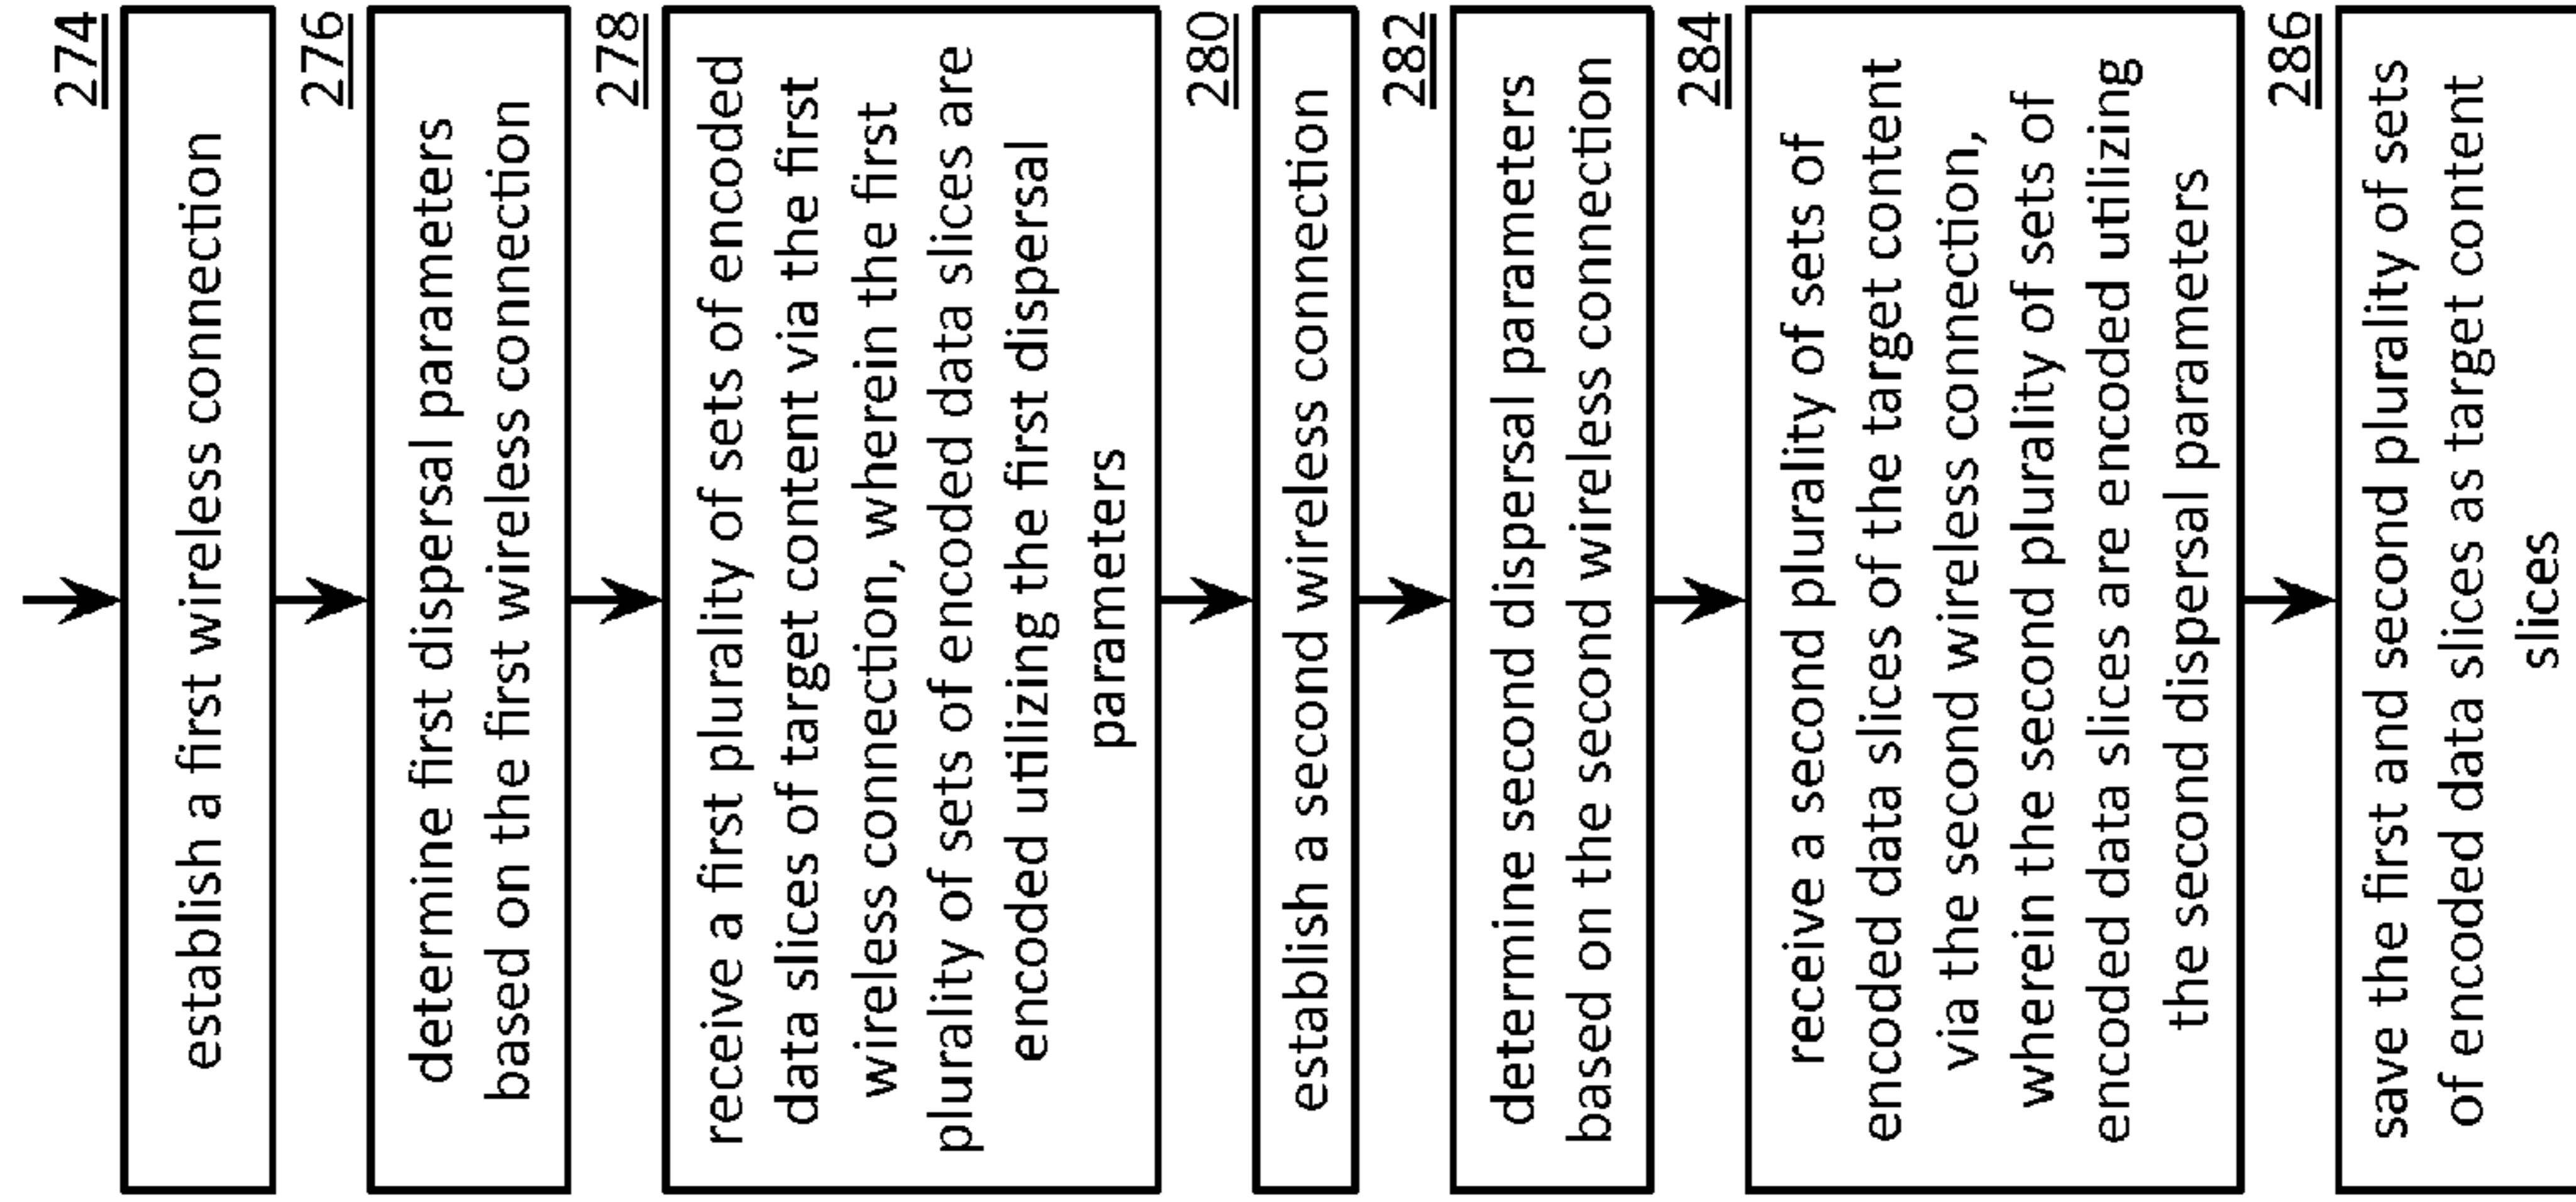 274
establish a first wireless connection
276
determine first dispersal parameters
based on the first wireless connection
278
receive a first plurality of sets of encoded
data slices of target content via the first
wireless connection, wherein the first
plurality of sets of encoded data slices are
encoded utilizing the first dispersal
parameters
280
establish a second wireless connection
282
determine second dispersal parameters
based on the second wireless connection
284
receive a second plurality of sets of
encoded data slices of the target content
via the second wireless connection,
wherein the second plurality of sets of
encoded data slices are encoded utilizing
the second dispersal parameters
286
save the first and second plurality of sets
of encoded data slices as target content
slices